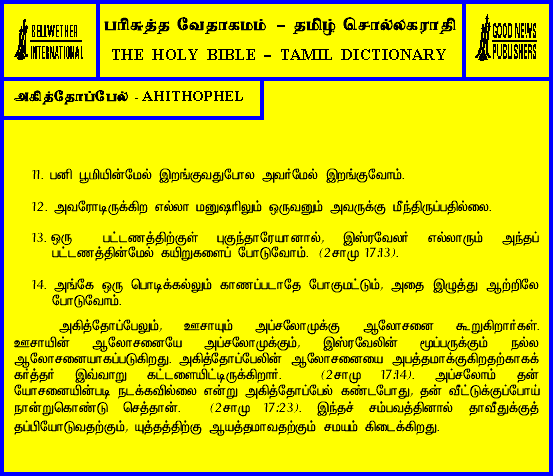 BELLWETHER
INTERNATIONAL
பரிசுத்த வேதாகமம் – தமிழ் சொல்லகராதி
THE HOLY BIBLE – TAMIL DICTIONARY
GOOD NEWS
PUBLISHERS
அகித்தோப்பேல் - AHITHOPHEL
11. பனி பூமியின்மேல் இறங்குவதுபோல அவர்மேல் இறங்குவோம்.
12. அவரோடிருக்கிற எல்லா மனுஷரிலும் ஒருவனும் அவருக்கு மீந்திருப்பதில்லை.
13. ஒரு பட்டணத்திற்குள் புகுந்தாரேயானால், இஸ்ரவேலர் எல்லாரும் அந்தப்
பட்டணத்தின்மேல் கயிறுகளைப் போடுவோம். (2சாமு 17:13).
14. அங்கே ஒரு பொடிக்கல்லும் காணப்படாதே போகுமட்டும், அதை இழுத்து ஆற்றிலே
போடுவோம்.
அகித்தோப்பேலும், ஊசாயும் அப்சலோமுக்கு ஆலோசனை கூறுகிறார்கள்.
ஊசாயின் ஆலோசனையே அப்சலோமுக்கும், இஸ்ரவேலின் மூப்பருக்கும் நல்ல
ஆலோசனையாகப்படுகிறது. அகித்தோப்பேலின் ஆலோசனையை அபத்தமாக்குகிறதற்காகக்
கர்த்தர் இவ்வாறு கட்டளையிட்டிருக்கிறார். (2சாமு 17:14). அப்சலோம் தன்
யோசனையின்படி நடக்கவில்லை என்று அகித்தோப்பேல் கண்டபோது, தன் வீட்டுக்குப்போய்
நான்றுகொண்டு செத்தான். (2சாமு 17:23). இந்தச் சம்பவத்தினால் தாவீதுக்குத்
தப்பியோடுவதற்கும், யுத்தத்திற்கு ஆயத்தமாவதற்கும் சமயம் கிடைக்கிறது.